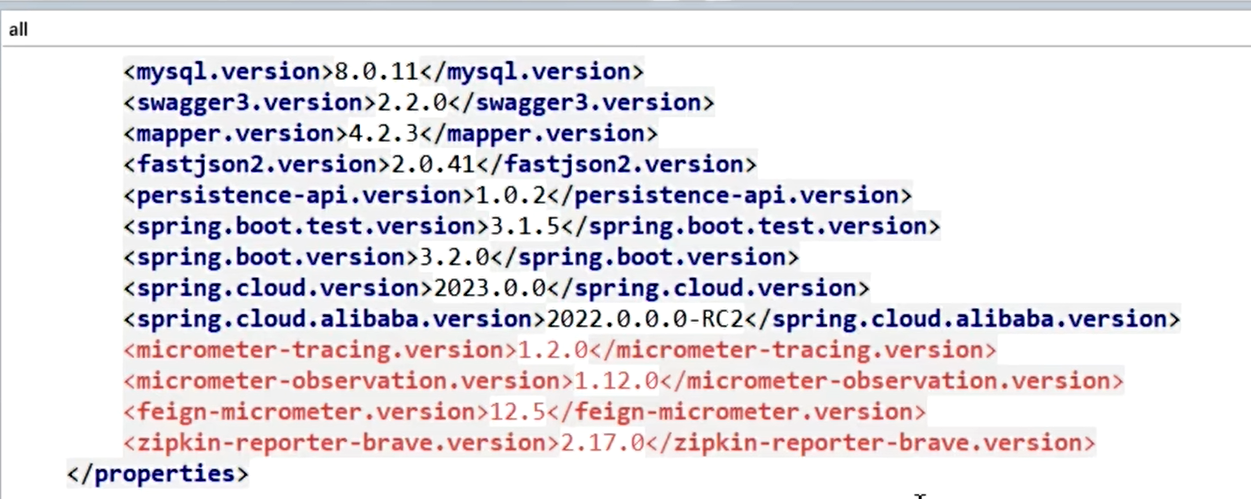 all
<mysql.version>8.0.11</mysql.version>
<swagger3.version>2.2.0</swagger3.version>
<mapper.version>4.2.3</mapper.version>
<fastjson2.version>2.0.41</fastjson2.version>
<persistence-api.version>1.0.2</persistence-api.version>
<spring.boot.test.version>3.1.5</spring.boot.test.version>
<spring.boot.version>3.2.0</spring.boot.version>
<spring.cloud.version>2023.0.0</spring.cloud.version>
<spring.cloud.alibaba.version>2022.0.0.0-RC2</spring.cloud.alibaba.version>
<micrometer-tracing.version>1.2.0</micrometer-tracing.version>
<micrometer-observation.version>1.12.0</micrometer-observation.version>
<feign-micrometer.version>12.5</feign-micrometer.version>
<zipkin-reporter-brave.version>2.17.0</zipkin-reporter-brave.version>
</properties>